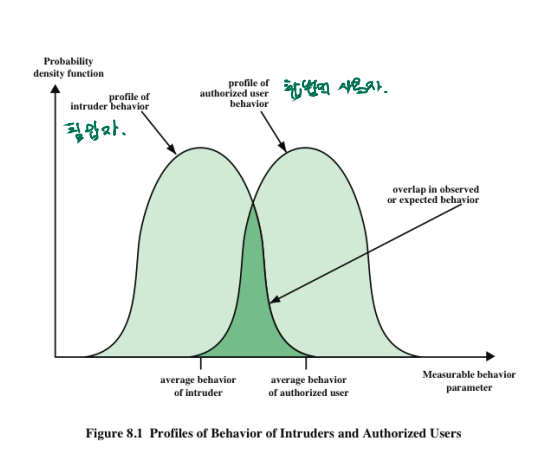 Probability
density function
profile of
intruder behavior
침입자.
profile of
authorized user
behavior
합법의 사용자.
overlap in observed
or expected behavior
average behavior
of intruder
average behavior
of authorized user
Measurable behavior
parameter
Figure 8.1 Profiles of Behavior of Intruders and Authorized Users